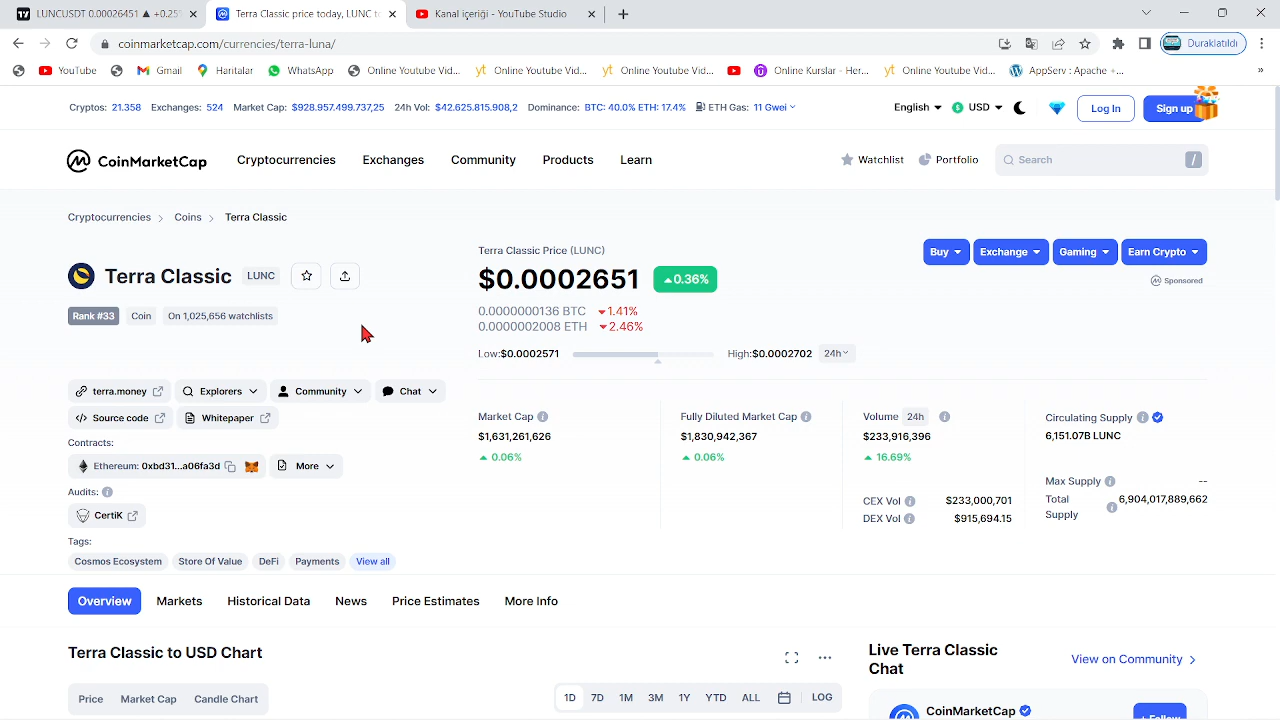 LUNCUSDT 0.00026451 ▲ +0.25
Terra Classic price today, LUNC to
Kanal içeriği - YouTube Studio
coinmarketcap.com/currencies/terra-luna/
Duraklatıldı
YouTube
Gmail
Haritalar
WhatsApp
Online Youtube Vid...
Online Youtube Vid...
Online Youtube Vid...
Online Kurslar - Her...
Online Youtube Vid...
AppServ : Apache +...
»
Cryptos: 21.358 Exchanges: 524 Market Cap: $928.957.499.737,25 24h Vol: $42.625.815.908,2 Dominance: BTC: 40.0% ETH: 17.4% ETH Gas: 11 Gwei
English USD Log In Sign up
CoinMarketCap Cryptocurrencies Exchanges Community Products Learn
Watchlist Portfolio Search /
Cryptocurrencies > Coins > Terra Classic
Terra Classic LUNC
Rank #33 Coin On 1,025,656 watchlists
Terra Classic Price (LUNC)
$0.0002651 ▲0.36%
0.0000000136 BTC ▼1.41%
0.0000002008 ETH ▼2.46%
Low:$0.0002571 High:$0.0002702 24h
Buy Exchange Gaming Earn Crypto
Sponsored
terra.money Explorers Community Chat
Source code Whitepaper
Contracts:
Ethereum: 0xbd31...a06fa3d More
Audits:
CertiK
Tags:
Cosmos Ecosystem Store Of Value DeFi Payments View all
Market Cap
$1,631,261,626
▲ 0.06%
Fully Diluted Market Cap
$1,830,942,367
▲ 0.06%
Volume 24h
$233,916,396
▲ 16.69%
CEX Vol $233,000,701
DEX Vol $915,694.15
Circulating Supply
6,151.07B LUNC
Max Supply --
Total Supply 6,904,017,889,662
Overview Markets Historical Data News Price Estimates More Info
Terra Classic to USD Chart
Price Market Cap Candle Chart
1D 7D 1M 3M 1Y YTD ALL LOG
Live Terra Classic
Chat
View on Community >
CoinMarketCap
+ Follow